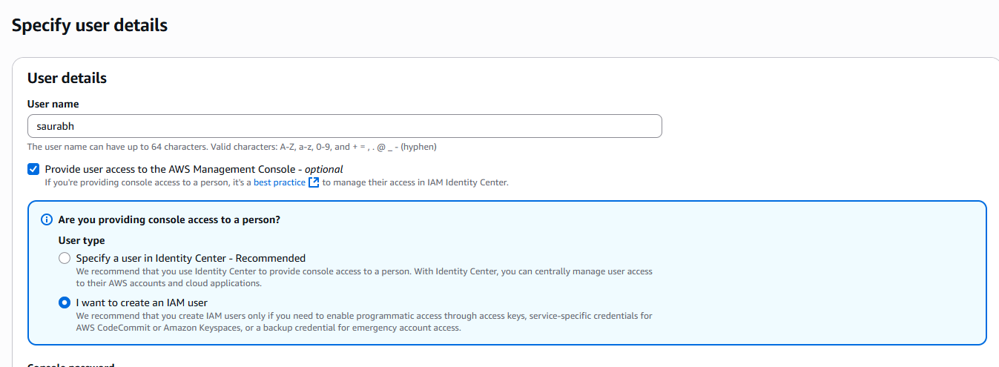 Specify user details
User details
User name
saurabh
The user name can have up to 64 characters. Valid characters: A-Z, a-z, 0-9, and + = , . @ _ - (hyphen)
Provide user access to the AWS Management Console - optional
If you're providing console access to a person, it's a best practice to manage their access in IAM Identity Center.
Are you providing console access to a person?
User type
Specify a user in Identity Center - Recommended
We recommend that you use Identity Center to provide console access to a person. With Identity Center, you can centrally manage user access
to their AWS accounts and cloud applications.
I want to create an IAM user
We recommend that you create IAM users only if you need to enable programmatic access through access keys, service-specific credentials for
AWS CodeCommit or Amazon Keyspaces, or a backup credential for emergency account access.
Console password